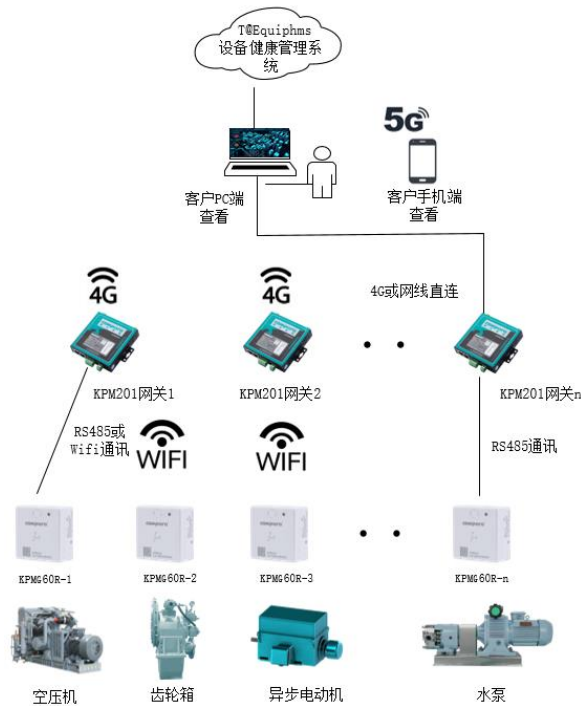 T@Equiphms
设备健康管理系
统
5G
客户PC端
查看
客户手机端
查看
4G
4G
4G或网线直连
KPM201网关1
KPM201网关2
KPM201网关n
RS485或
Wifi通讯
WIFI
WIFI
RS485通讯
KPMG60R-1
KPMG60R-2
KPMG60R-3
KPMG60R-n
空压机
齿轮箱
异步电动机
水泵